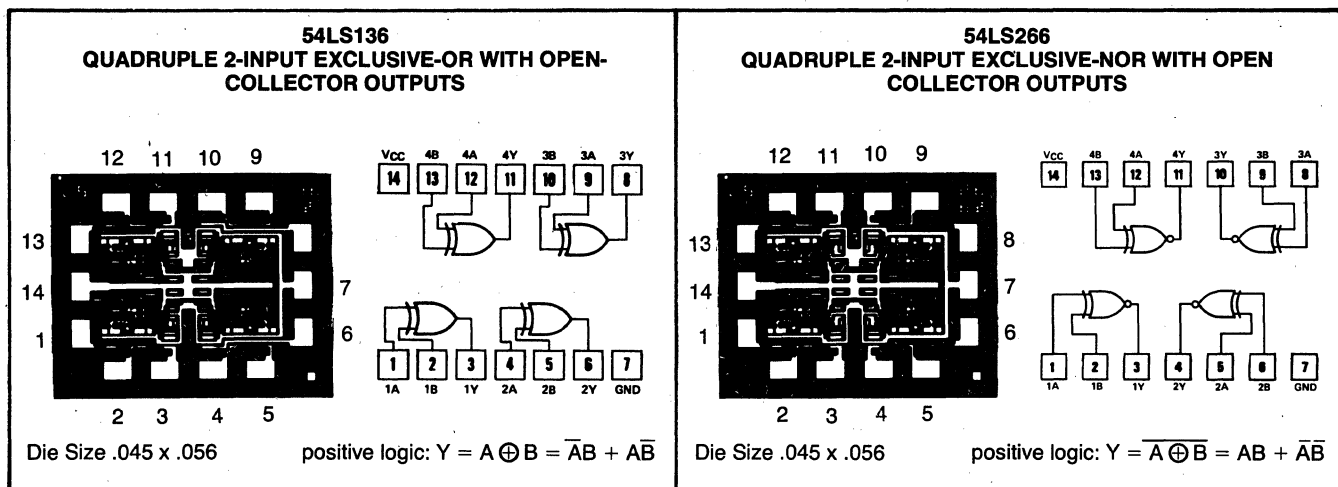 54LS136
QUADRUPLE 2-INPUT EXCLUSIVE-OR WITH OPEN-
COLLECTOR OUTPUTS
12 11 10 9
13
14
1
7
6
2 3 4 5
VCC 4B 4A 4Y 3B 3A 3Y
14 13 12 11 10 9 8
1 2 3 4 5 6 7
1A 1B 1Y 2A 2B 2Y GND
Die Size .045 x .056 positive logic: Y = A ⊕ B = A̅B + AB̅
54LS266
QUADRUPLE 2-INPUT EXCLUSIVE-NOR WITH OPEN
COLLECTOR OUTPUTS
12 11 10 9
13
14
1
8
7
6
2 3 4 5
VCC 4B 4A 4Y 3Y 3B 3A
14 13 12 11 10 9 8
1 2 3 4 5 6 7
1A 1B 1Y 2Y 2A 2B GND
Die Size .045 x .056 positive logic: Y = A̅ ̅⊕̅ ̅B̅ = AB + A̅B̅